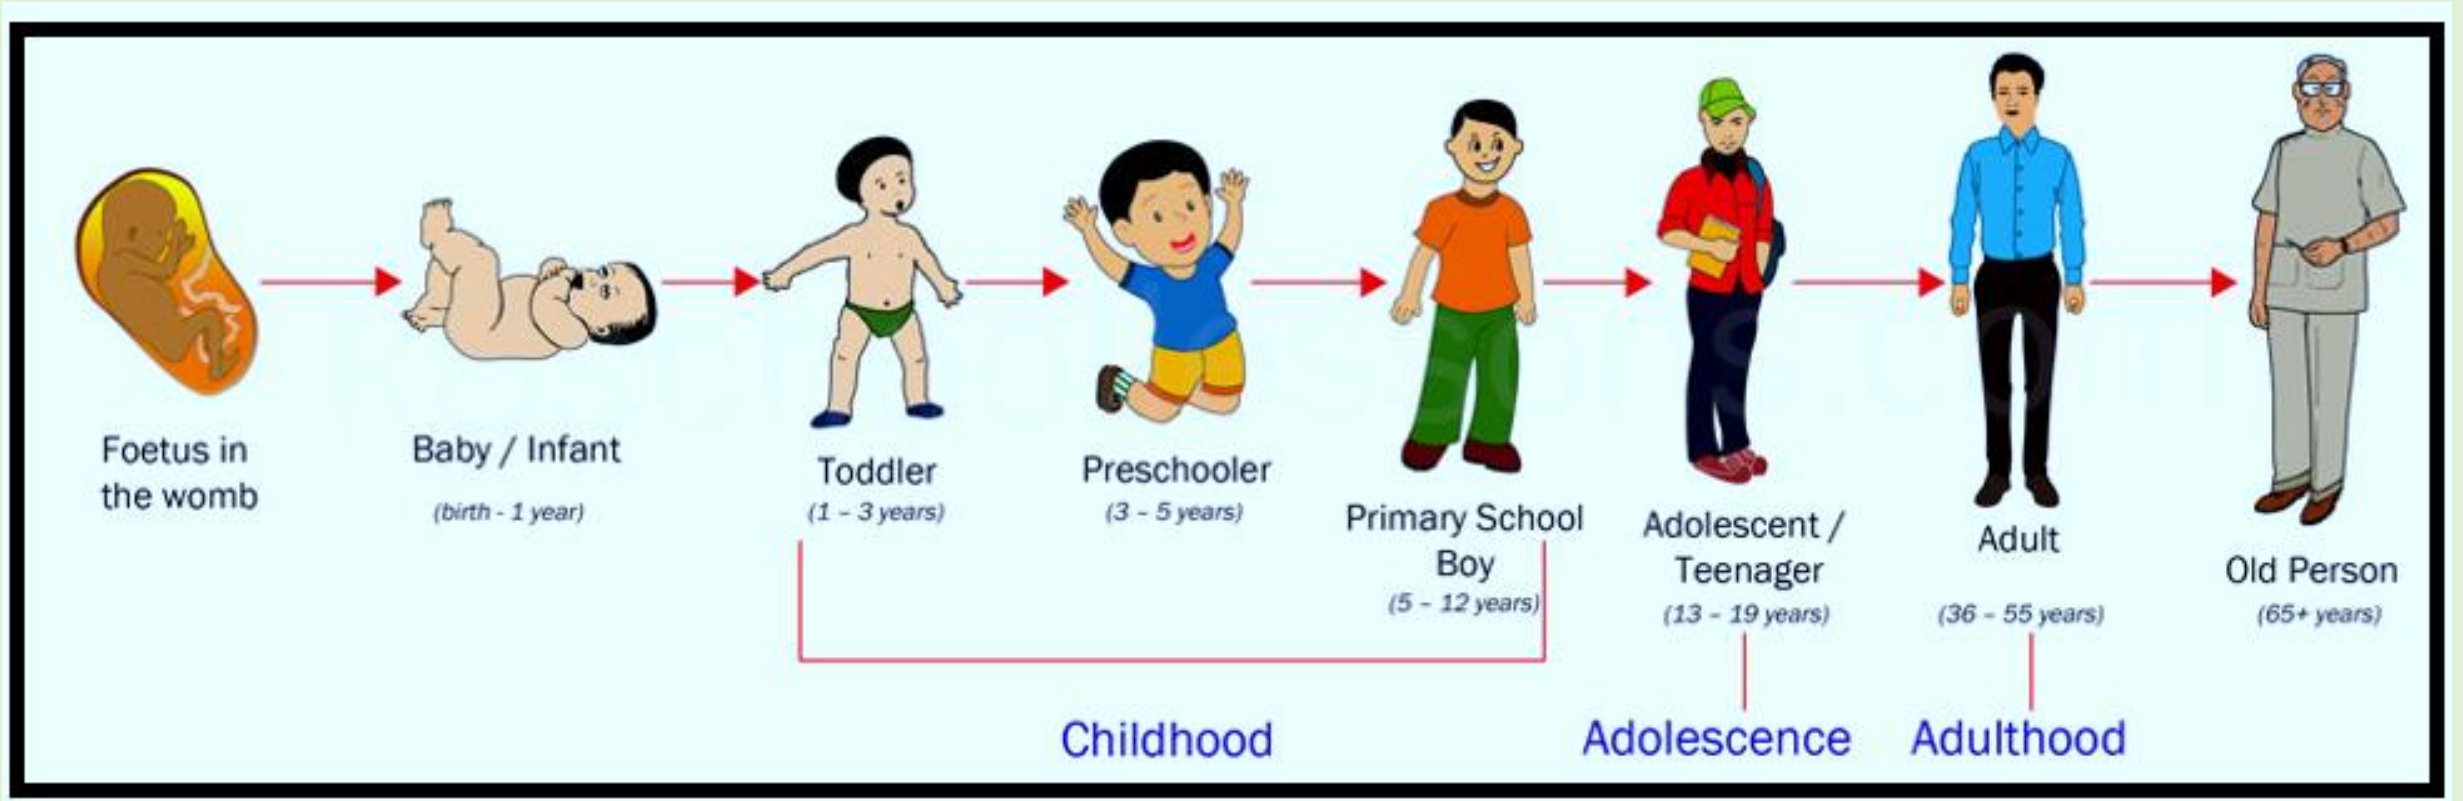 Foetus in
the womb
Baby / Infant
(birth - 1 year)
Toddler
(1 – 3 years)
Preschooler
(3 – 5 years)
Primary School
Boy
(5 – 12 years)
Adolescent /
Teenager
(13 – 19 years)
Adult
(36 – 55 years)
Old Person
(65+ years)
Childhood
Adolescence
Adulthood